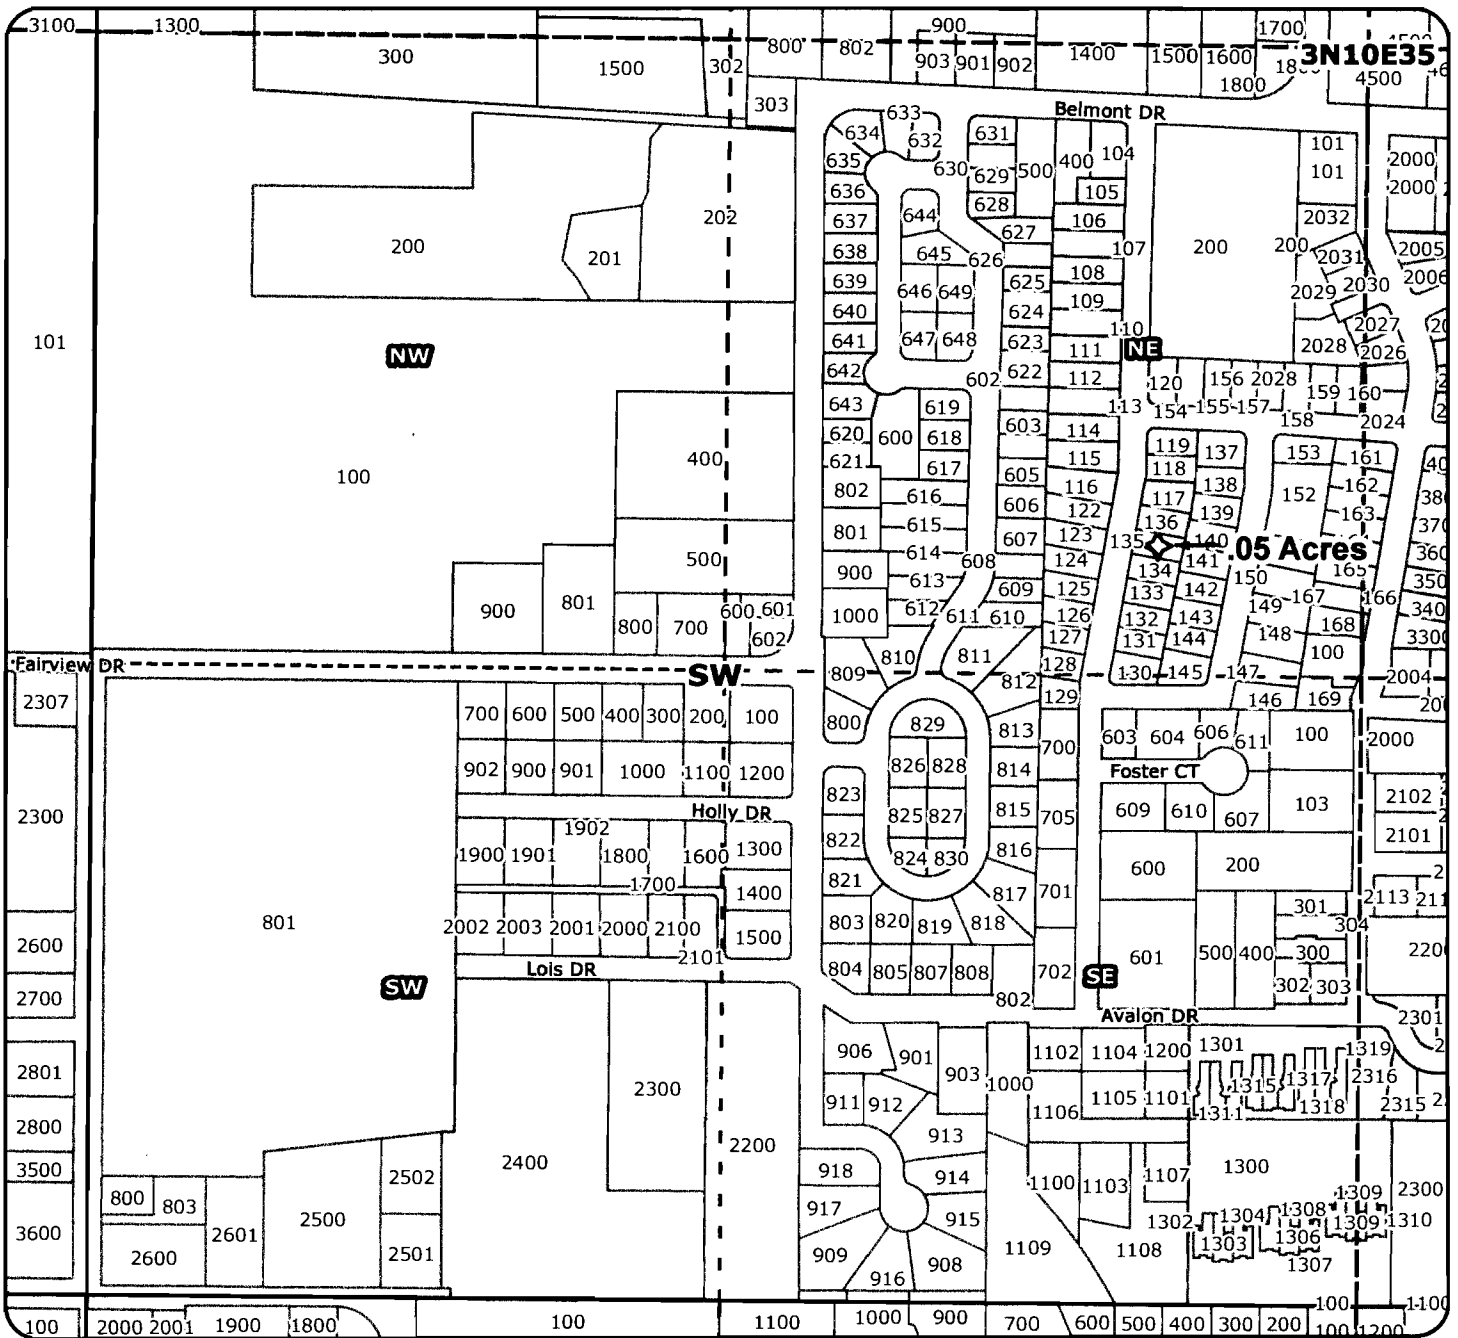 3100 1300 900 1700
300 1500 302 800 802 903 901 902 1400 1500 1600 1800 3N10E35 4500
303 Belmont DR
633 634 632 631 500 400 104 101 2000
635 630 629 101 2000
636 628 105
202 637 644 627 106 2032
200 201 638 645 626 107 200 200 2031 2005
639 646 649 625 108 2030 2006
640 624 109 2029
101 641 647 648 623 110 2027
NW 642 622 111 NE 2028 2026
602 112 120 156 2028 159 160
643 619 113 154 155 157 158 2024
620 600 618 603 114 119 137 153 161
100 400 621 617 605 115 118 138 152 162
802 616 606 116 117 139 163
801 615 122 136
500 614 607 123 135 140 .05 Acres
900 608 124 134 141 150 165
613 609 125 133 142 167 166 350
900 801 800 700 600 601 1000 612 611 610 126 132 143 149 168 340
602 127 131 144 148 3300
Fairview DR SW 810 811 128 100
2307 809 812 130 145 147 2004
129 146 169
700 600 500 400 300 200 100 800 829 813 700 603 604 606 611 100 2000
902 900 901 1000 1100 1200 826 828 814 Foster CT
2300 823 103 2102
Holly DR 825 827 815 705 609 610 607
1902 822 2101
1900 1901 1800 1600 1300 824 830 816 600 200
1700 1400 821 817 701 2113
801 301
2002 2003 2001 2000 2100 1500 803 820 819 818 304
2600 2101 601 500 400 300
Lois DR 804 805 807 808 702 SE
2700 SW 802 302 303
Avalon DR 2301
906 901 903 1102 1104 1200 1301 1319
2801 2300 1000 1315 1317 2316
911 912 1106 1105 1101 1311 1318 2315
2800 2200 913
3500 2400 2502 918 914 1100 1103 1107 1300
800 803 2500 917 915 1309 2300
3600 2601 1302 1304 1308 1309 1310
2600 2501 909 908 1109 1108 1303 1306
916 1307
100 1100
100 2000 2001 1900 1800 100 1100 1000 900 700 600 500 400 300 200 100 1200